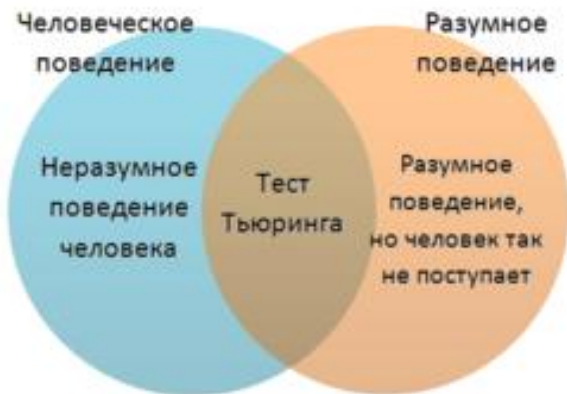 Человеческое
поведение
Разумное
поведение
Неразумное
поведение
человека
Тест
Тьюринга
Разумное
поведение,
но человек так
не поступает